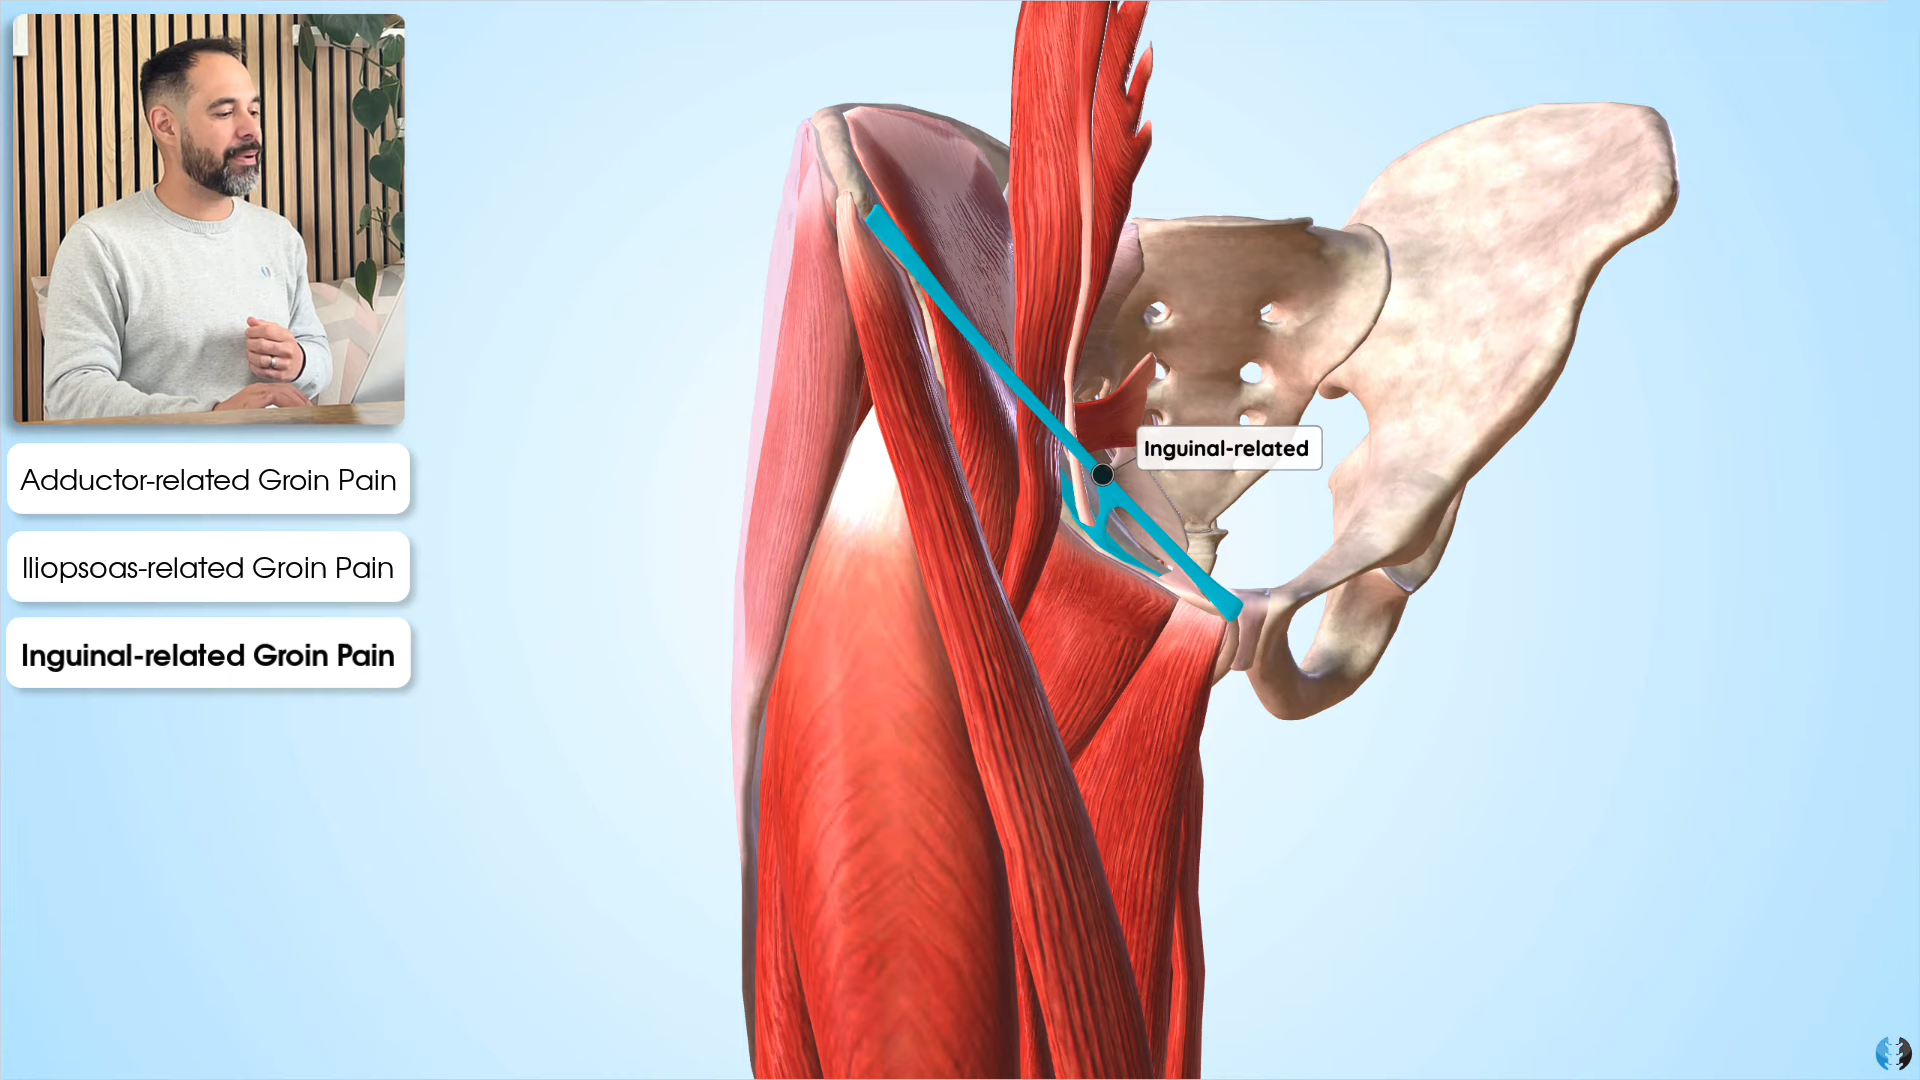 Adductor-related Groin Pain
Iliopsoas-related Groin Pain
Inguinal-related Groin Pain
Inguinal-related